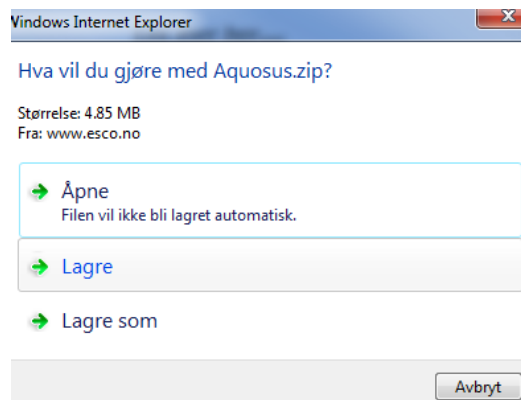 Windows Internet Explorer
Hva vil du gjøre med Aquosus.zip?
Størrelse: 4.85 MB
Fra: www.esco.no
Åpne
Filen vil ikke bli lagret automatisk.
Lagre
Lagre som
Avbryt